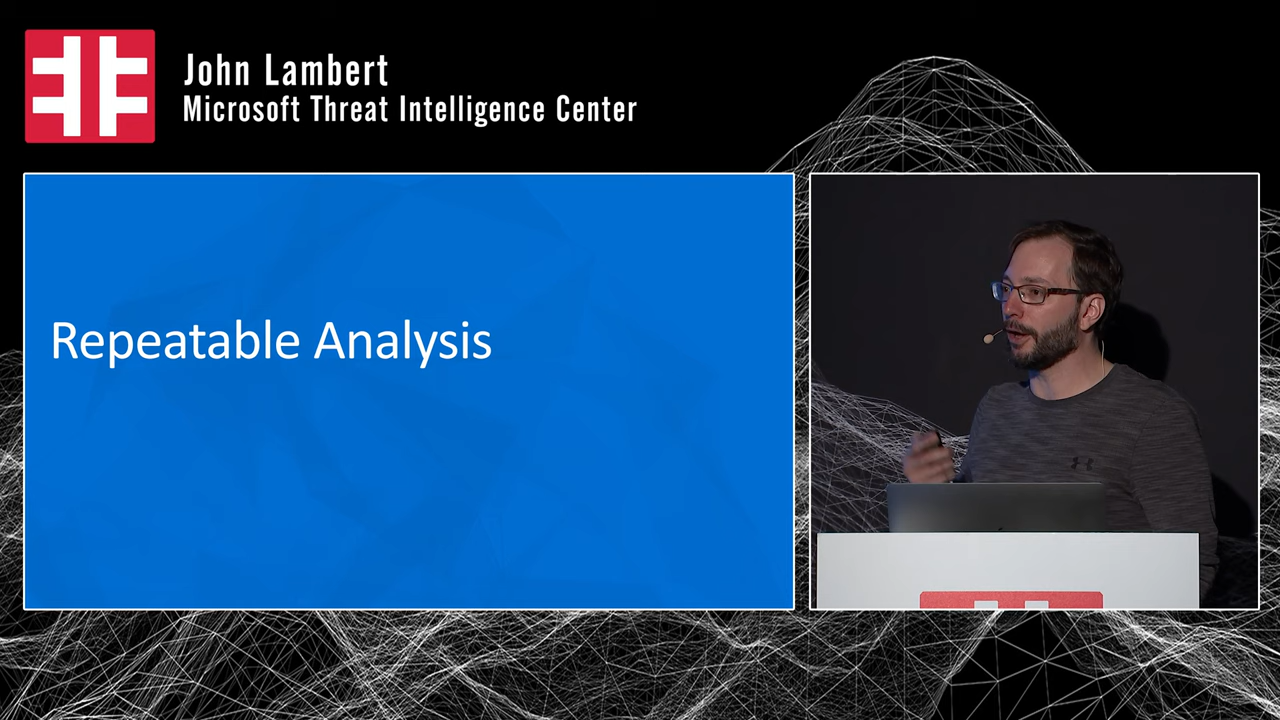 John Lambert
Microsoft Threat Intelligence Center
Repeatable Analysis